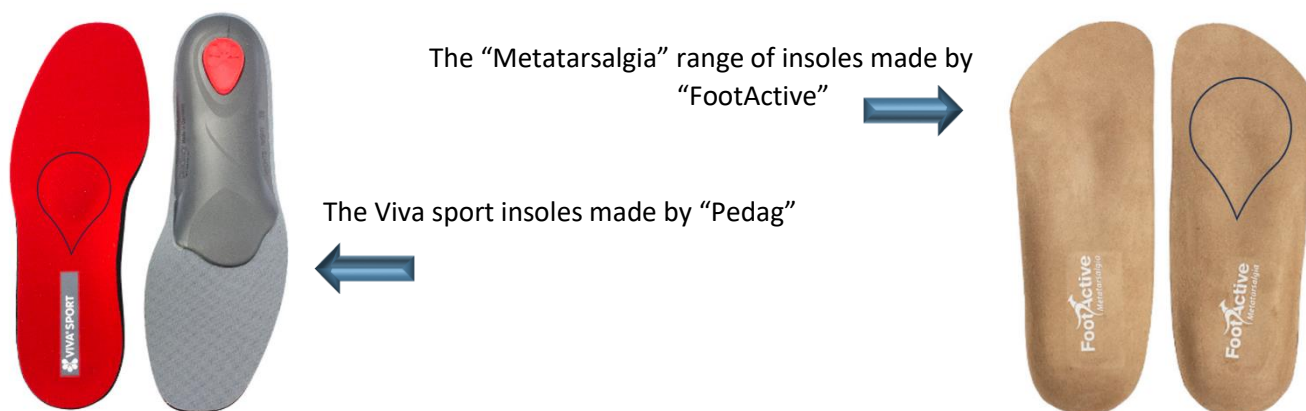 The “Metatarsalgia” range of insoles made by
“FootActive”
The Viva sport insoles made by “Pedag”
VIVA® SPORT
FootActive
Metatarsalgia
FootActive
Metatarsalgia